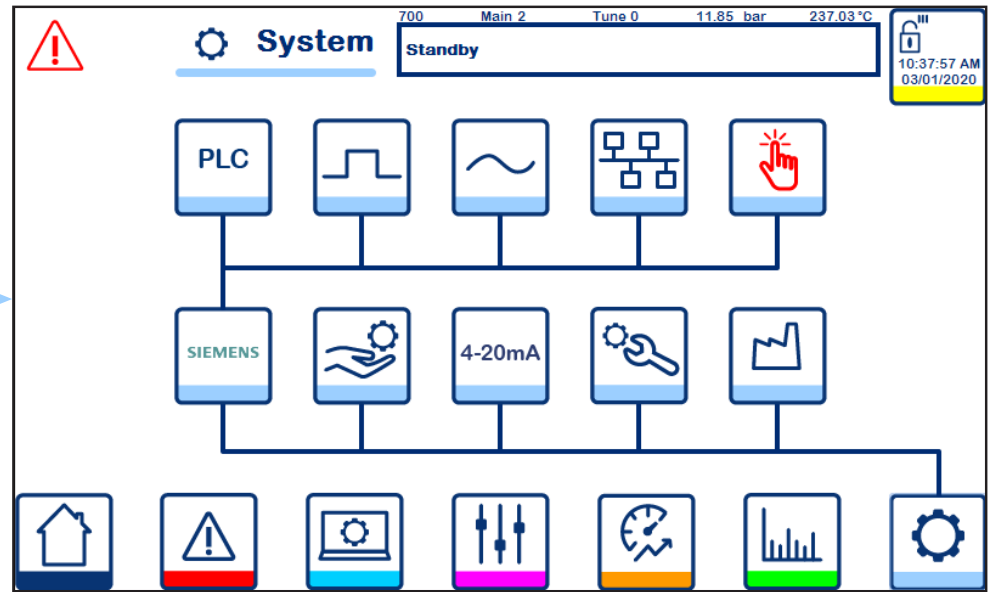 700 Main 2 Tune 0 11.85 bar 237.03°C
System
Standby
10:37:57 AM
03/01/2020
PLC
SIEMENS
4-20mA